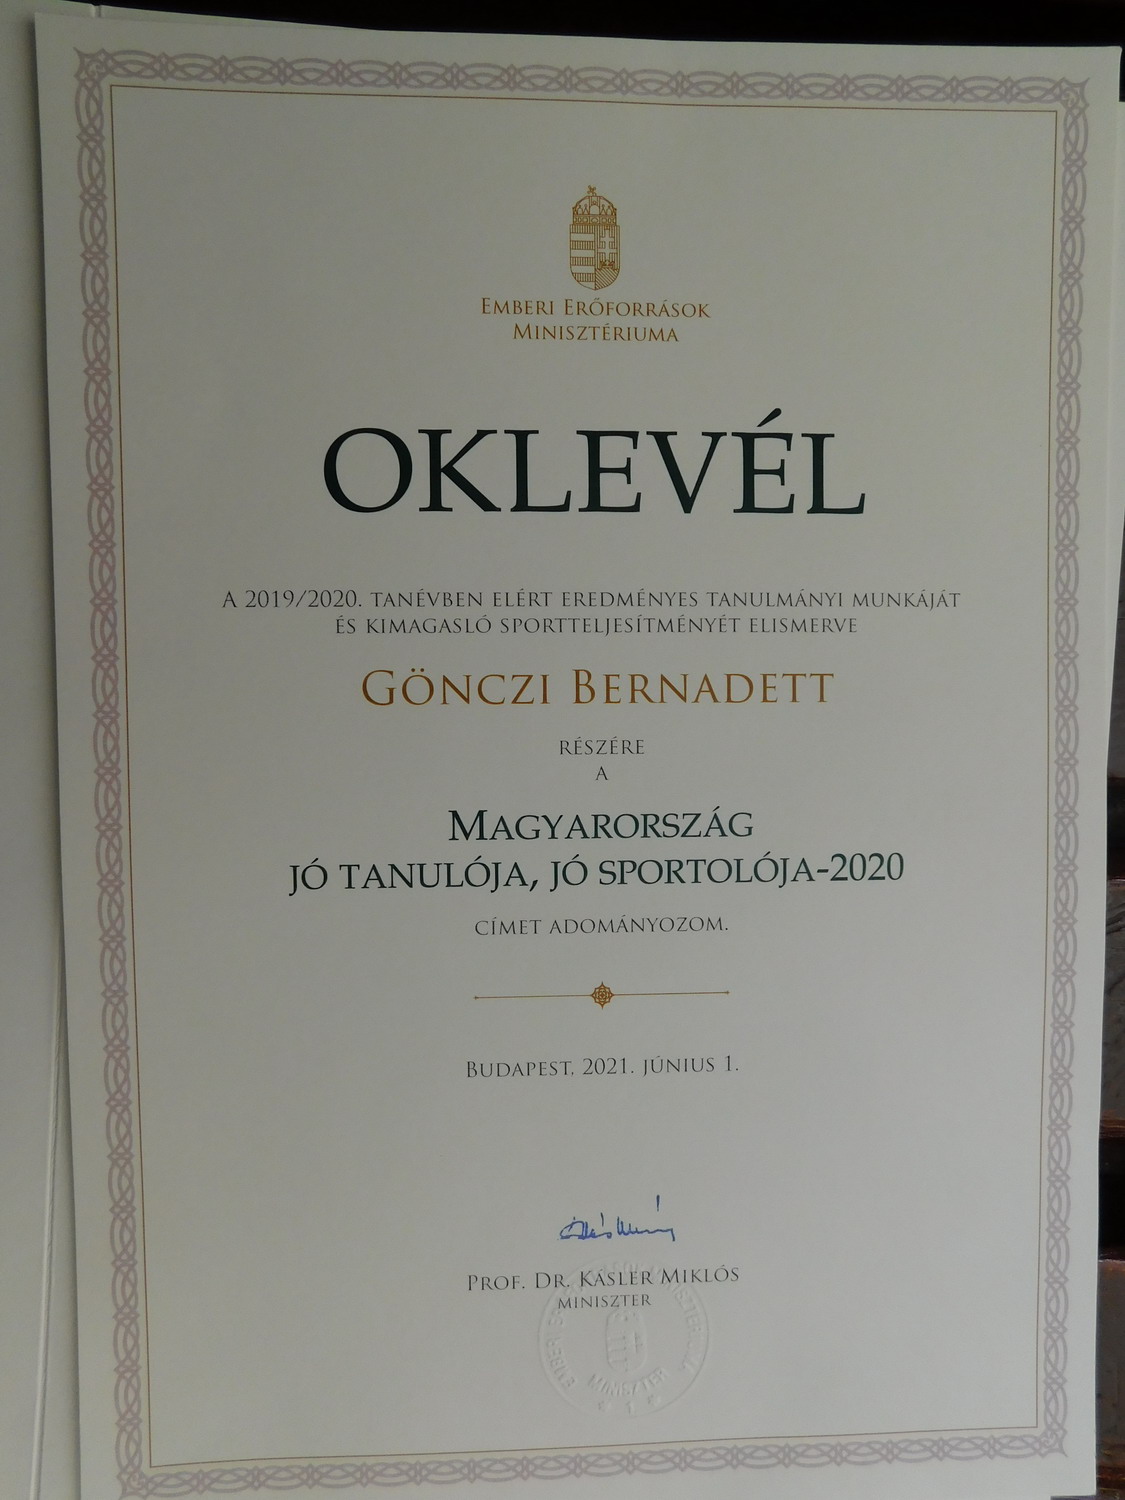 Emberi Erőforrások
Minisztériuma
OKLEVÉL
A 2019/2020. TANÉVBEN ELÉRT EREDMÉNYES TANULMÁNYI MUNKÁJÁT
ÉS KIMAGASLÓ SPORTTELJESÍTMÉNYÉT ELISMERVE
Gönczi Bernadett
RÉSZÉRE
A
Magyarország
JÓ TANULÓJA, JÓ SPORTOLÓJA-2020
CÍMET ADOMÁNYOZOM.
Budapest, 2021. június 1.
Prof. Dr. Kásler Miklós
MINISZTER
MINISZTER